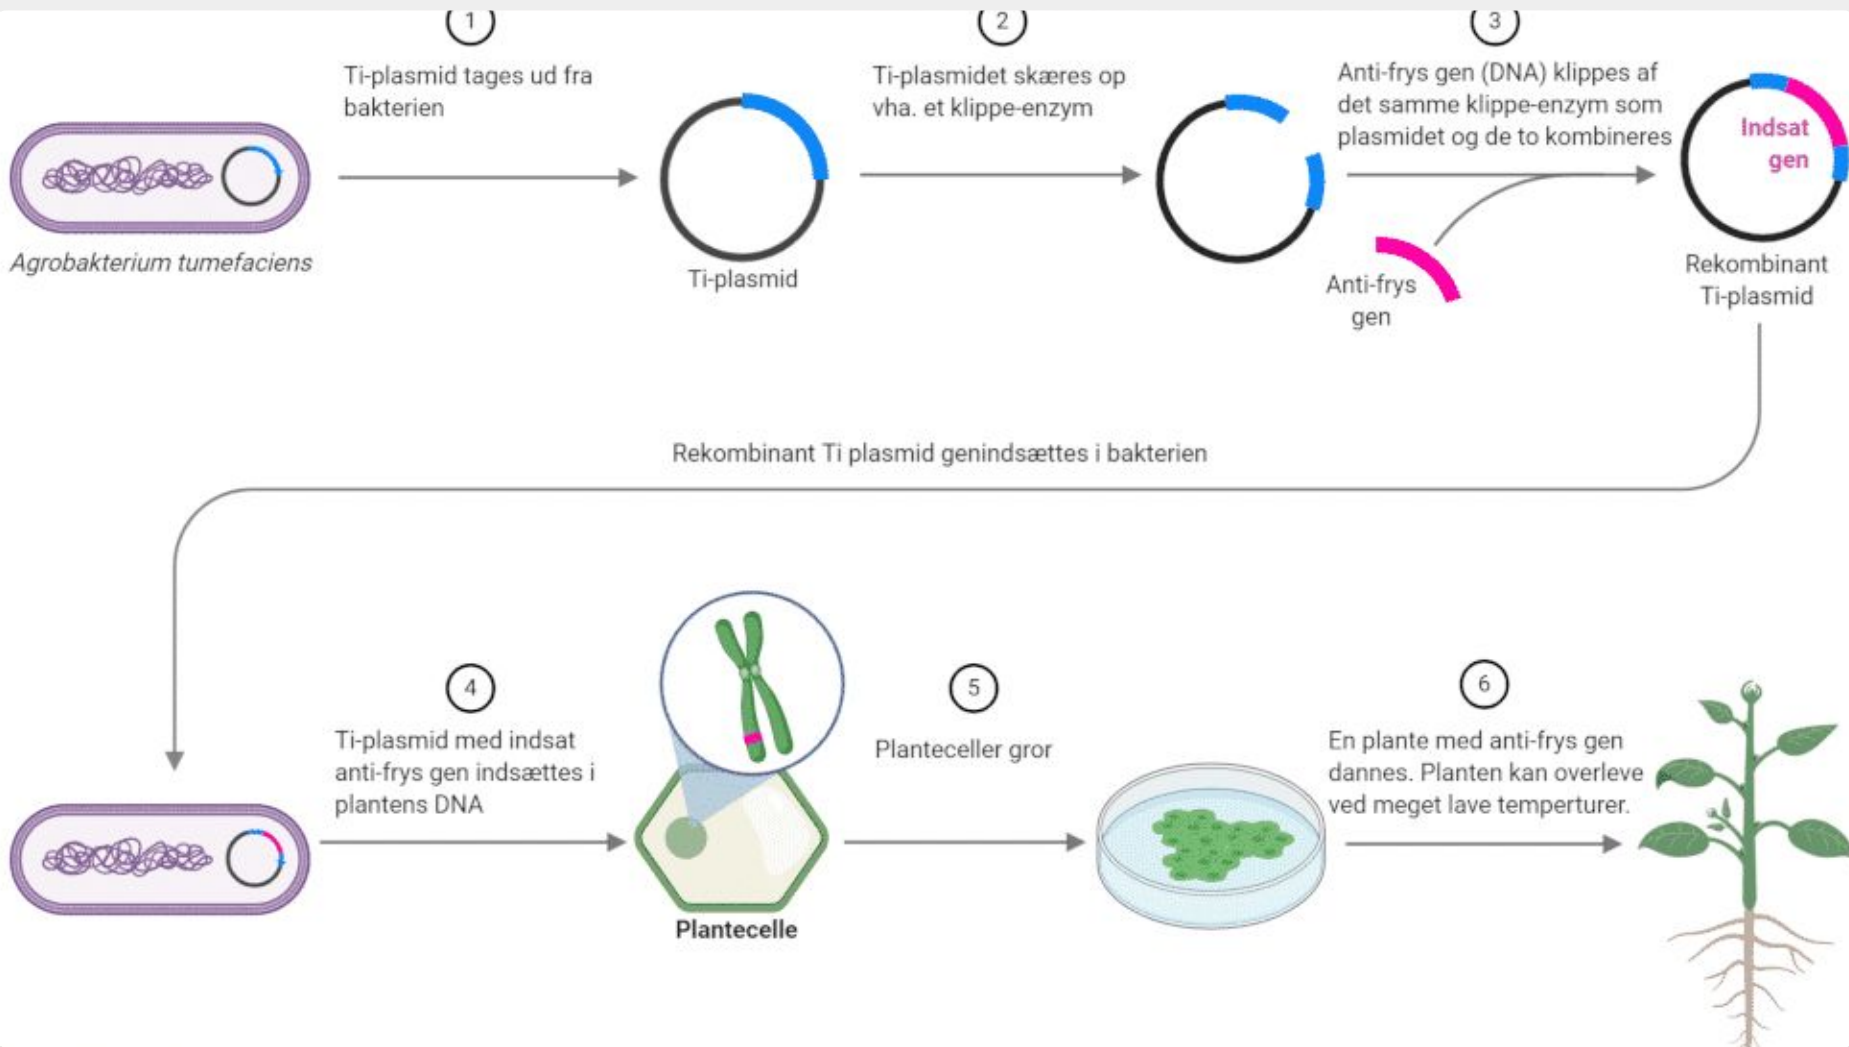 1
Ti-plasmid tages ud fra
bakterien
Agrobakterium tumefaciens
Ti-plasmid
2
Ti-plasmidet skæres op
vha. et klippe-enzym
3
Anti-frys gen (DNA) klippes af
det samme klippe-enzym som
plasmidet og de to kombineres
Anti-frys
gen
Indsat
gen
Rekombinant
Ti-plasmid
Rekombinant Ti plasmid genindsættes i bakterien
4
Ti-plasmid med indsat
anti-frys gen indsættes i
plantens DNA
Plantecelle
5
Planteceller gror
6
En plante med anti-frys gen
dannes. Planten kan overleve
ved meget lave temperturer.